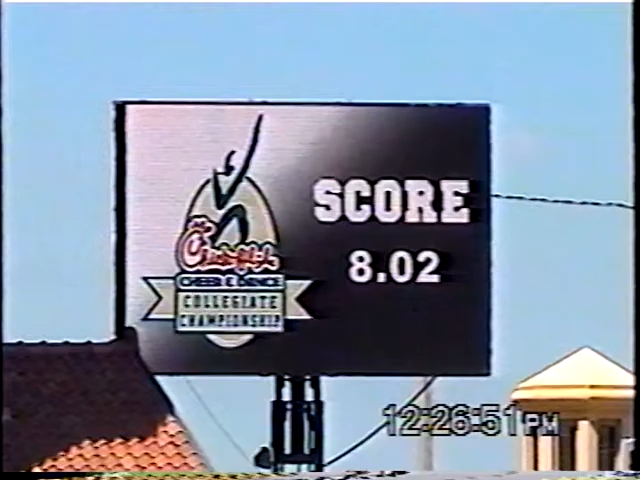 SCORE
8.02
Chick-fil-A
CHEER & DANCE
COLLEGIATE
CHAMPIONSHIP
12:26:51 PM